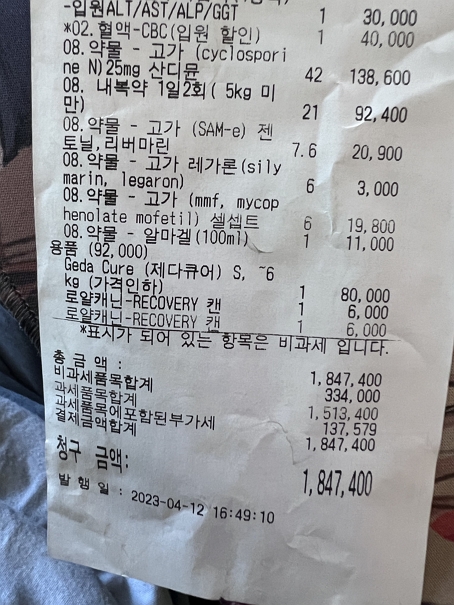 -입원ALT/AST/ALP/GGT 1 30,000
*02.혈액-CBC(입원 할인) 1 40,000
08.약물 - 고가 (cyclospori
ne N)25mg 산디뮨 42 138,600
08. 내복약 1일2회( 5kg 미
만) 21 92,400
08.약물 - 고가 (SAM-e) 젠
토닐,리버마린 7.6 20,900
08.약물 - 고가 레가론(sily
marin, legaron) 6 3,000
08.약물 - 고가 (mmf, mycop
henolate mofetil) 셀셉트 6 19,800
08.약물 - 알마겔(100ml) 1 11,000
용품 (92,000)
Geda Cure (제다큐어) S, ~6
kg (가격인하) 1 80,000
로얄캐닌-RECOVERY 캔 1 6,000
로얄캐닌-RECOVERY 캔 1 6,000
*표시가 되어 있는 항목은 비과세 입니다.
총 금 액 : 1,847,400
비과세품목합계 334,000
과세품목합계 1,513,400
과세품목에포함된부가세 137,579
결제금액합계 1,847,400
청구 금액: 1,847,400
발 행 일 : 2023-04-12 16:49:10